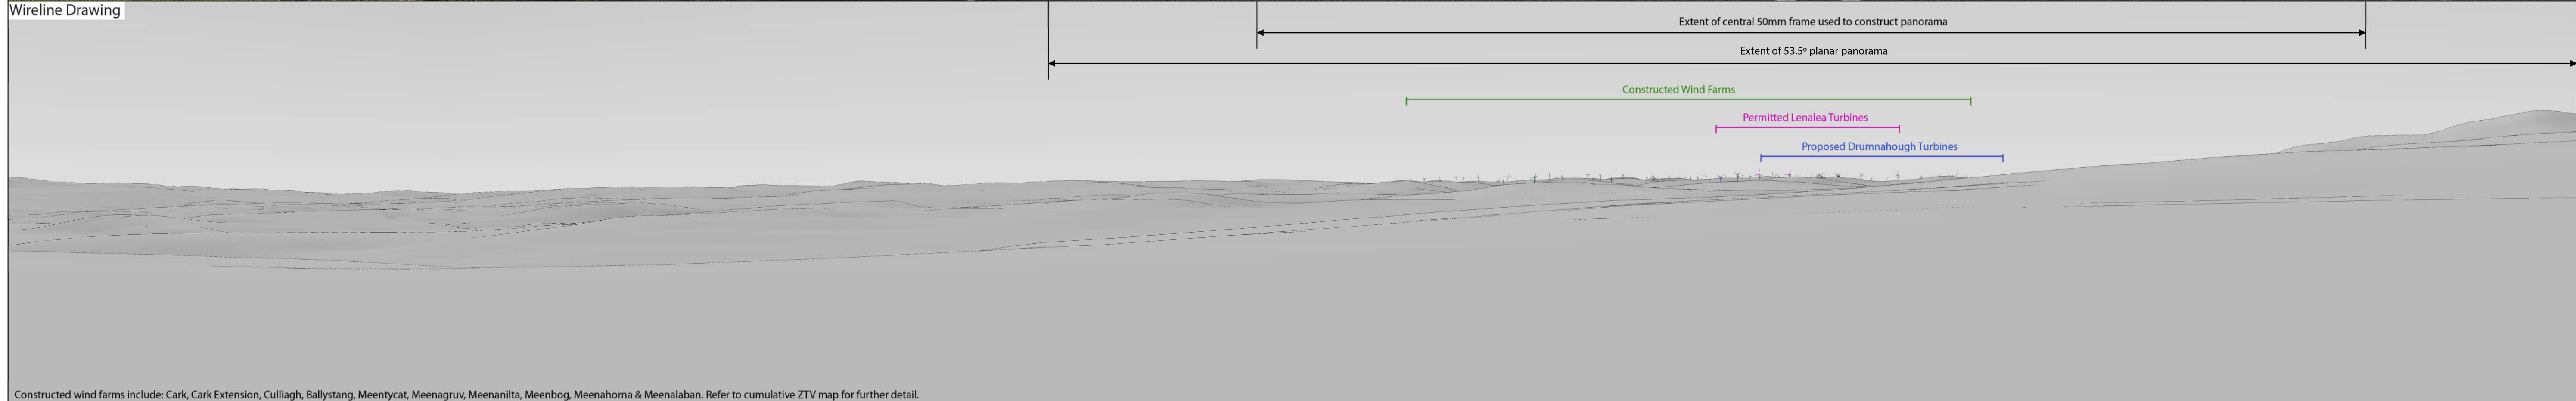 Wireline Drawing
Extent of central 50mm frame used to construct panorama
Extent of 53.5º planar panorama
Constructed Wind Farms
Permitted Lenalea Turbines
Proposed Drumnahough Turbines
Constructed wind farms include: Cark, Cark Extension, Culliagh, Ballystang, Meentycat, Meenagruv, Meenanilta, Meenbog, Meenahorna & Meenalaban. Refer to cumulative ZTV map for further detail.